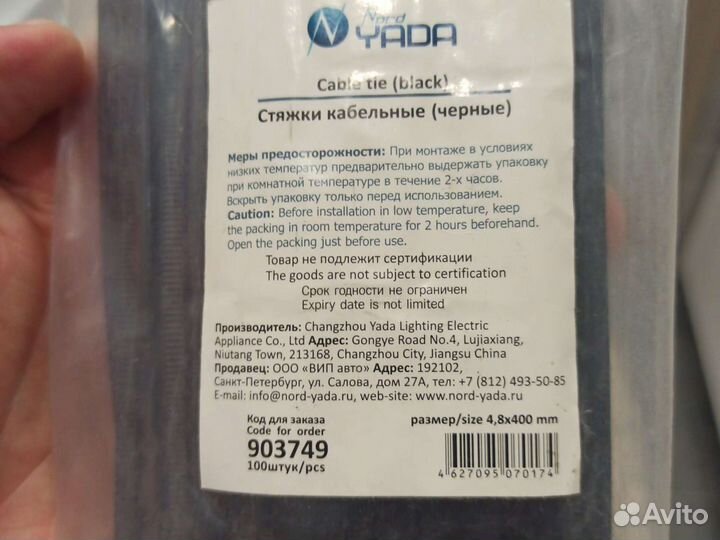 Nord
YADA
Cable tie (black)
Стяжки кабельные (черные)
Меры предосторожности: При монтаже в условиях
низких температур предварительно выдержать упаковку
при комнатной температуре в течение 2-х часов.
Вскрыть упаковку только перед использованием.
Caution: Before installation in low temperature, keep
the packing in room temperature for 2 hours beforehand.
Open the packing just before use.
Товар не подлежит сертификации
The goods are not subject to certification
Срок годности не ограничен
Expiry date is not limited
Производитель: Changzhou Yada Lighting Electric
Appliance Co., Ltd Адрес: Gongye Road No.4, Lujiaxiang,
Niutang Town, 213168, Changzhou City, Jiangsu China
Продавец: ООО «ВИП авто» Адрес: 192102,
Санкт-Петербург, ул. Салова, дом 27А, тел: +7 (812) 493-50-85
E-mail: info@nord-yada.ru, web-site: www.nord-yada.ru
Код для заказа
Code for order
903749
100штук/pcs
размер/size 4,8x400 mm
4 627095 070174
Avito